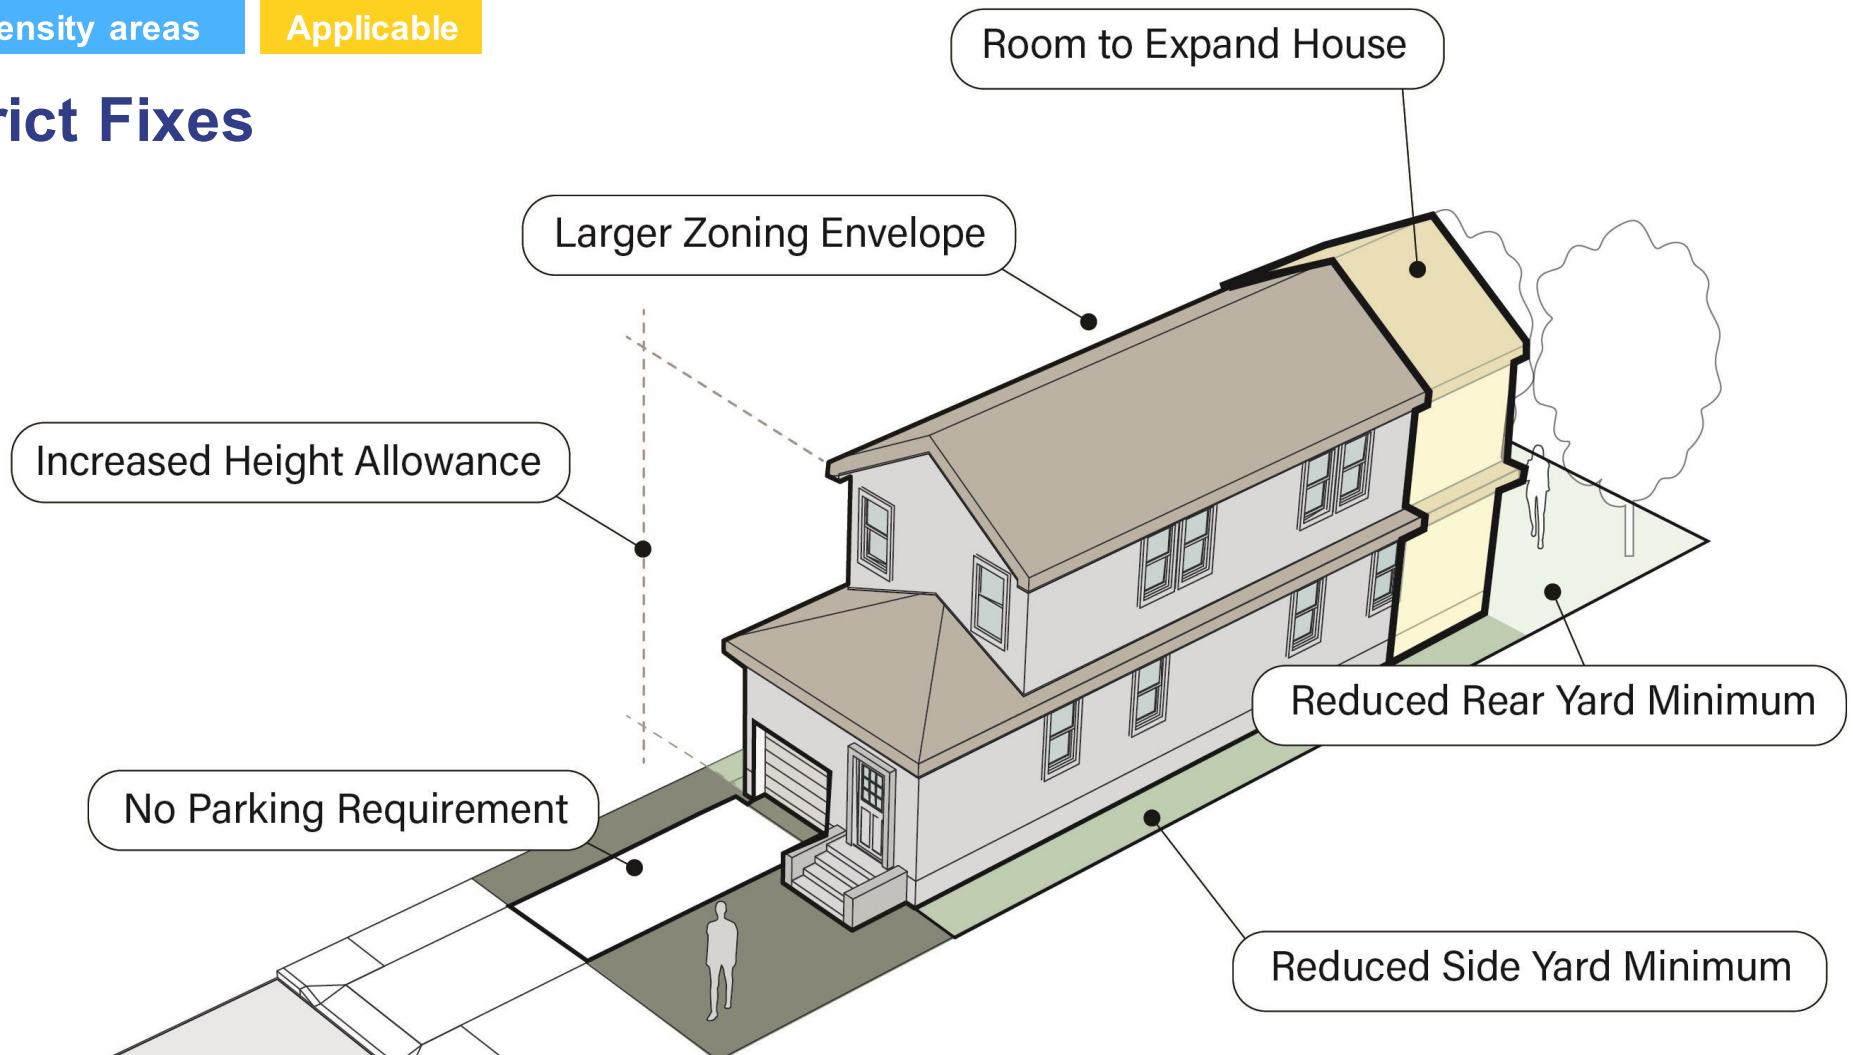 ensity areas
Applicable
rict Fixes
Room to Expand House
Larger Zoning Envelope
Increased Height Allowance
No Parking Requirement
Reduced Rear Yard Minimum
Reduced Side Yard Minimum